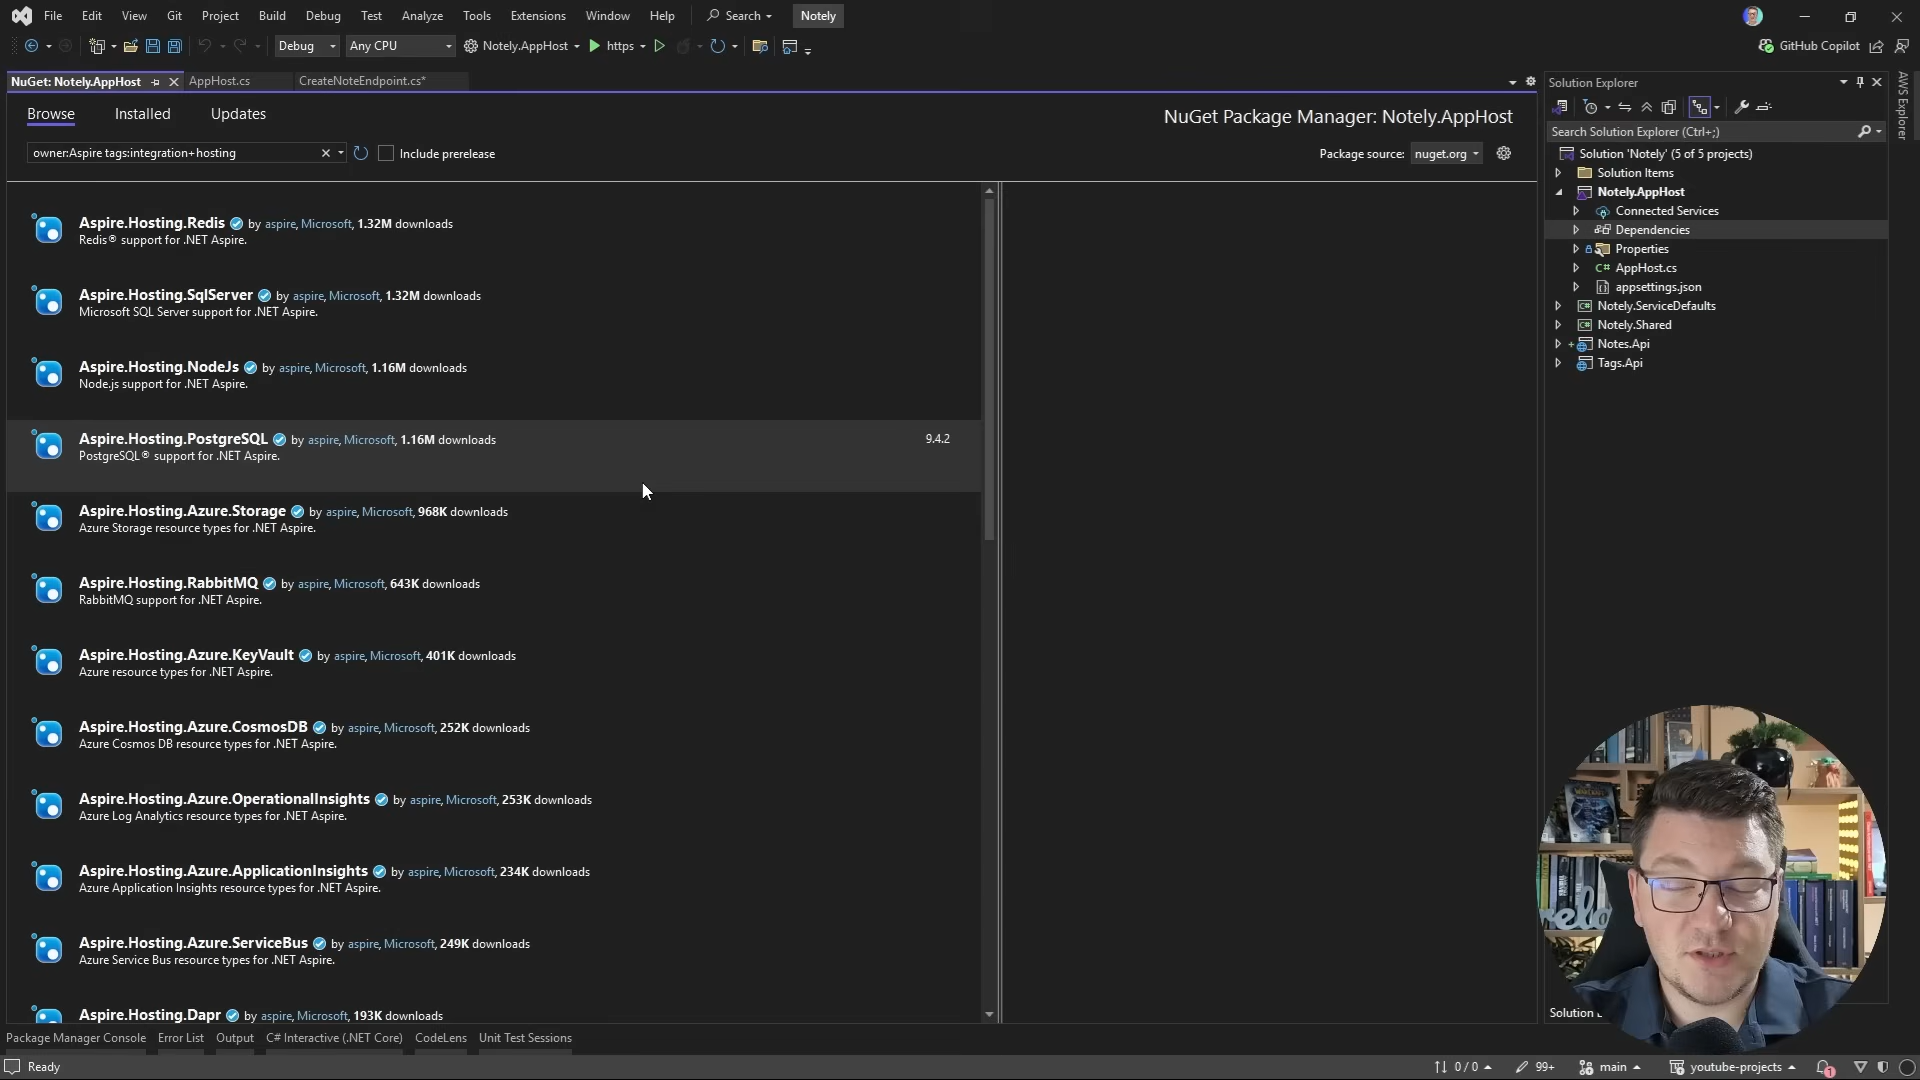 File Edit View Git Project Build Debug Test Analyze Tools Extensions Window Help Search Notely
Debug Any CPU Notely.AppHost https GitHub Copilot
NuGet: Notely.AppHost AppHost.cs CreateNoteEndpoint.cs*
Browse Installed Updates
NuGet Package Manager: Notely.AppHost
owner:Aspire tags:integration+hosting Include prerelease
Package source: nuget.org
Aspire.Hosting.Redis by aspire, Microsoft, 1.32M downloads
Redis® support for .NET Aspire.
Aspire.Hosting.SqlServer by aspire, Microsoft, 1.32M downloads
Microsoft SQL Server support for .NET Aspire.
Aspire.Hosting.NodeJs by aspire, Microsoft, 1.16M downloads
Node.js support for .NET Aspire.
Aspire.Hosting.PostgreSQL by aspire, Microsoft, 1.16M downloads 9.4.2
PostgreSQL® support for .NET Aspire.
Aspire.Hosting.Azure.Storage by aspire, Microsoft, 968K downloads
Azure Storage resource types for .NET Aspire.
Aspire.Hosting.RabbitMQ by aspire, Microsoft, 643K downloads
RabbitMQ support for .NET Aspire.
Aspire.Hosting.Azure.KeyVault by aspire, Microsoft, 401K downloads
Azure resource types for .NET Aspire.
Aspire.Hosting.Azure.CosmosDB by aspire, Microsoft, 252K downloads
Azure Cosmos DB resource types for .NET Aspire.
Aspire.Hosting.Azure.OperationalInsights by aspire, Microsoft, 253K downloads
Azure Log Analytics resource types for .NET Aspire.
Aspire.Hosting.Azure.ApplicationInsights by aspire, Microsoft, 234K downloads
Azure Application Insights resource types for .NET Aspire.
Aspire.Hosting.Azure.ServiceBus by aspire, Microsoft, 249K downloads
Azure Service Bus resource types for .NET Aspire.
Aspire.Hosting.Dapr by aspire, Microsoft, 193K downloads
Solution Explorer
Search Solution Explorer (Ctrl+;)
Solution 'Notely' (5 of 5 projects)
Solution Items
Notely.AppHost
Connected Services
Dependencies
Properties
C# AppHost.cs
appsettings.json
Notely.ServiceDefaults
Notely.Shared
Notes.Api
Tags.Api
AWS Explorer
Solution
Package Manager Console Error List Output C# Interactive (.NET Core) CodeLens Unit Test Sessions
Ready 0 / 0 99+ main youtube-projects 1